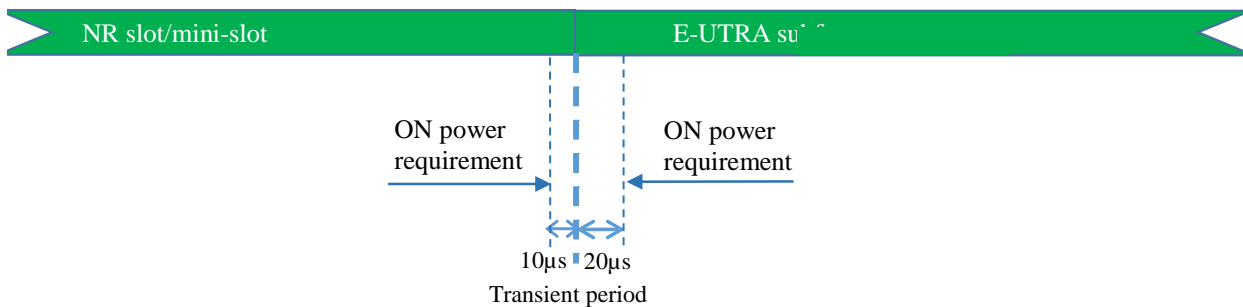 NR slot/mini-slot
E-UTRA
ON power
requirement
ON power
requirement
10µs
20µs
Transient period